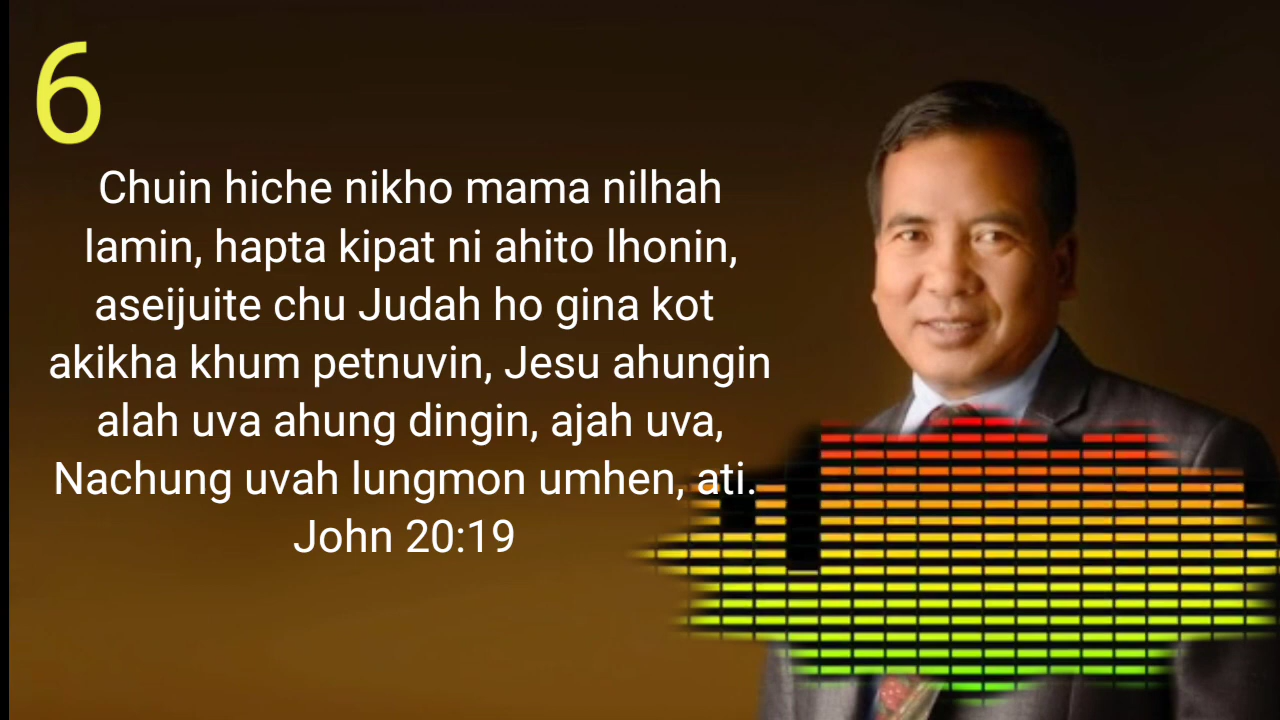 6
Chuin hiche nikho mama nilhah
lamin, hapta kipat ni ahito lhonin,
aseijuite chu Judah ho gina kot
akikha khum petnuvin, Jesu ahungin
alah uva ahung dingin, ajah uva,
Nachung uvah lungmon umhen, ati.
John 20:19